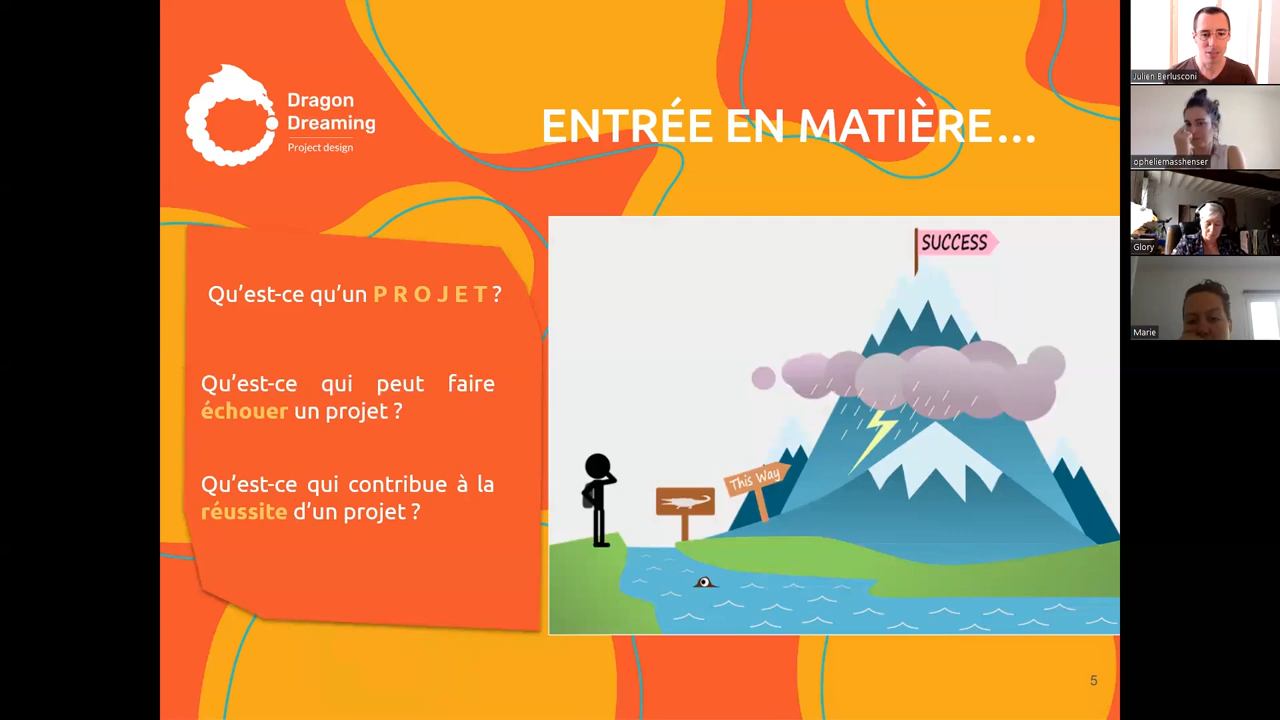 Dragon
Dreaming
Project design
ENTRÉE EN MATIÈRE...
Qu'est-ce qu'un P R O J E T ?
Qu'est-ce qui peut faire
échouer un projet ?
Qu'est-ce qui contribue à la
réussite d'un projet ?
SUCCESS
This Way
5
Julien Berlusconi
opheliemasshenser
Glory
Marie